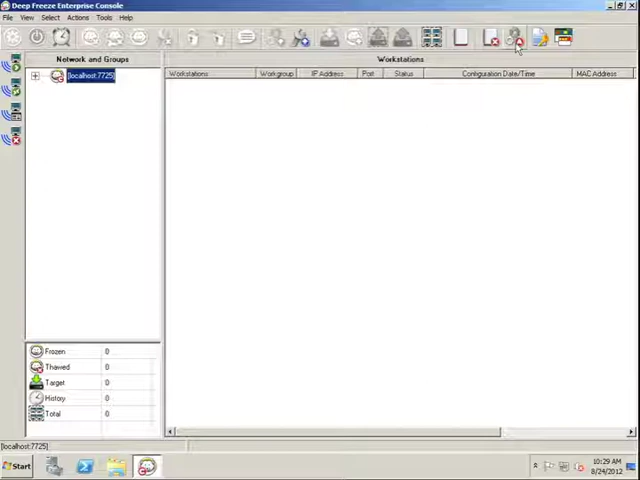 Deep Freeze Enterprise Console
File View Select Actions Tools Help
Network and Groups
Workstations
[localhost:7725]
Workstations Workgroup IP Address Port Status Configuration Date/Time MAC Address
Frozen 0
Thawed 0
Target 0
History 0
Total 0
[localhost:7725]
Start
10:29 AM
8/24/2012